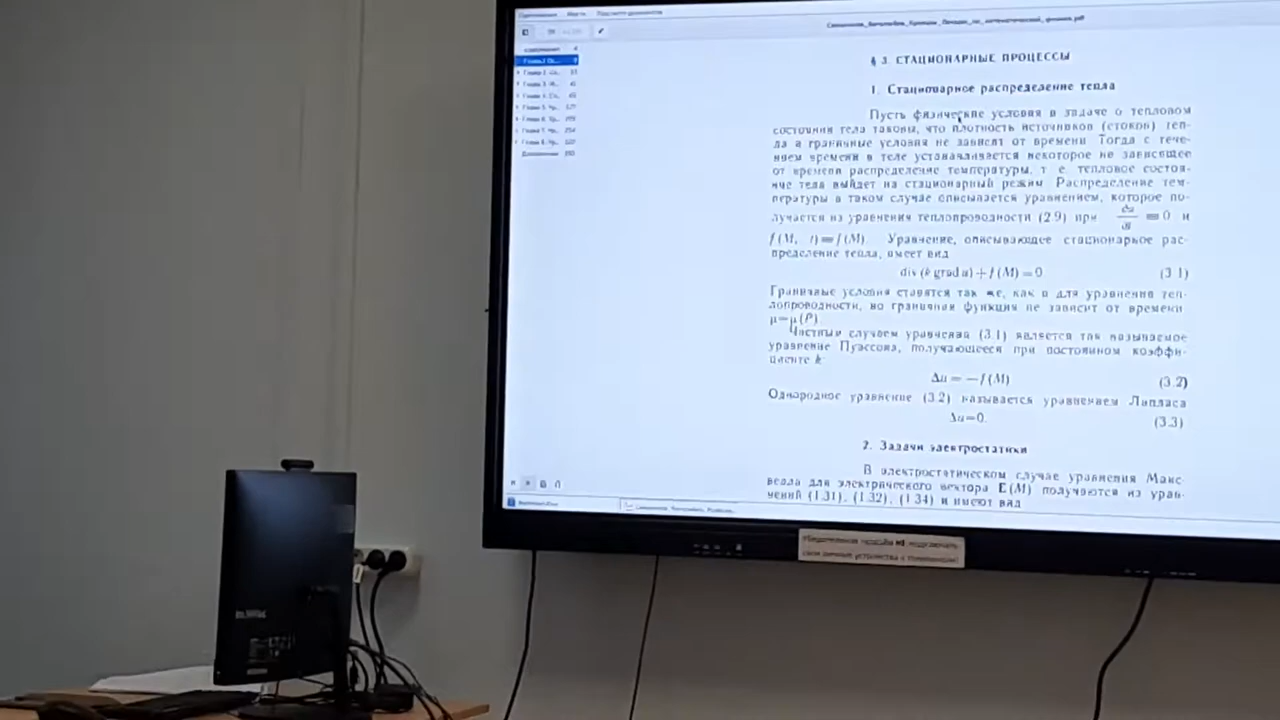 Свешников_Боголюбов_Кравцов_Лекции_по_математической_физике.pdf
§ 3. СТАЦИОНАРНЫЕ ПРОЦЕССЫ
1. Стационарное распределение тепла
Пусть физические условия в задаче о тепловом
состоянии тела таковы, что плотность источников (стоков) теп-
ла и граничные условия не зависят от времени. Тогда с тече-
нием времени в теле устанавливается некоторое не зависящее
от времени распределение температуры, т. е. тепловое состоя-
ние тела выйдет на стационарный режим. Распределение тем-
пературы в таком случае описывается уравнением, которое по-
лучается из уравнения теплопроводности (2.9) при ∂u/∂t ≡ 0 и
f(M, t)≡f(M). Уравнение, описывающее стационарное рас-
пределение тепла, имеет вид
div (k grad u)+f(M)=0 (3.1)
Граничные условия ставятся так же, как и для уравнения теп-
лопроводности, но граничная функция не зависит от времени:
μ=μ(P)
Частным случаем уравнения (3.1) является так называемое
уравнение Пуассона, получающееся при постоянном коэффи-
циенте k:
Δu = −f(M) (3.2)
Однородное уравнение (3.2) называется уравнением Лапласа
Δu=0. (3.3)
2. Задачи электростатики
В электростатическом случае уравнения Макс-
велла для электрического вектора E(M) получаются из урав-
нений (1.31), (1.32), (1.34) и имеют вид